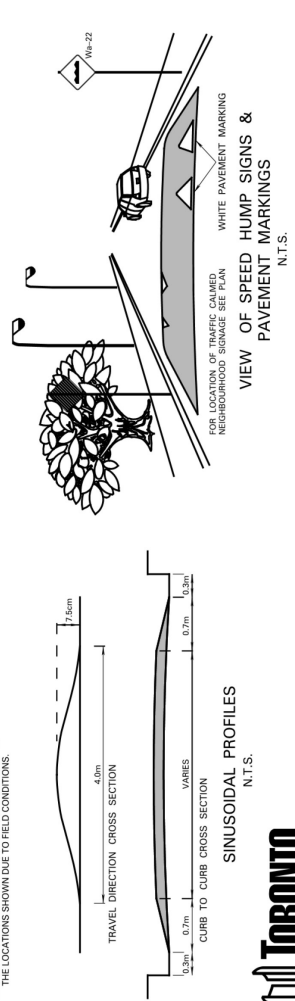 THE LOCATIONS SHOWN DUE TO FIELD CONDITIONS.
7.5cm
4.0m
TRAVEL DIRECTION CROSS SECTION
0.3m
0.7m
VARIES
0.7m
0.3m
CURB TO CURB CROSS SECTION
SINUSOIDAL PROFILES
N.T.S.
TORONTO
Wa-22
FOR LOCATION OF TRAFFIC CALMED
NEIGHBOURHOOD SIGNAGE SEE PLAN
WHITE PAVEMENT MARKING
VIEW OF SPEED HUMP SIGNS &
PAVEMENT MARKINGS
N.T.S.